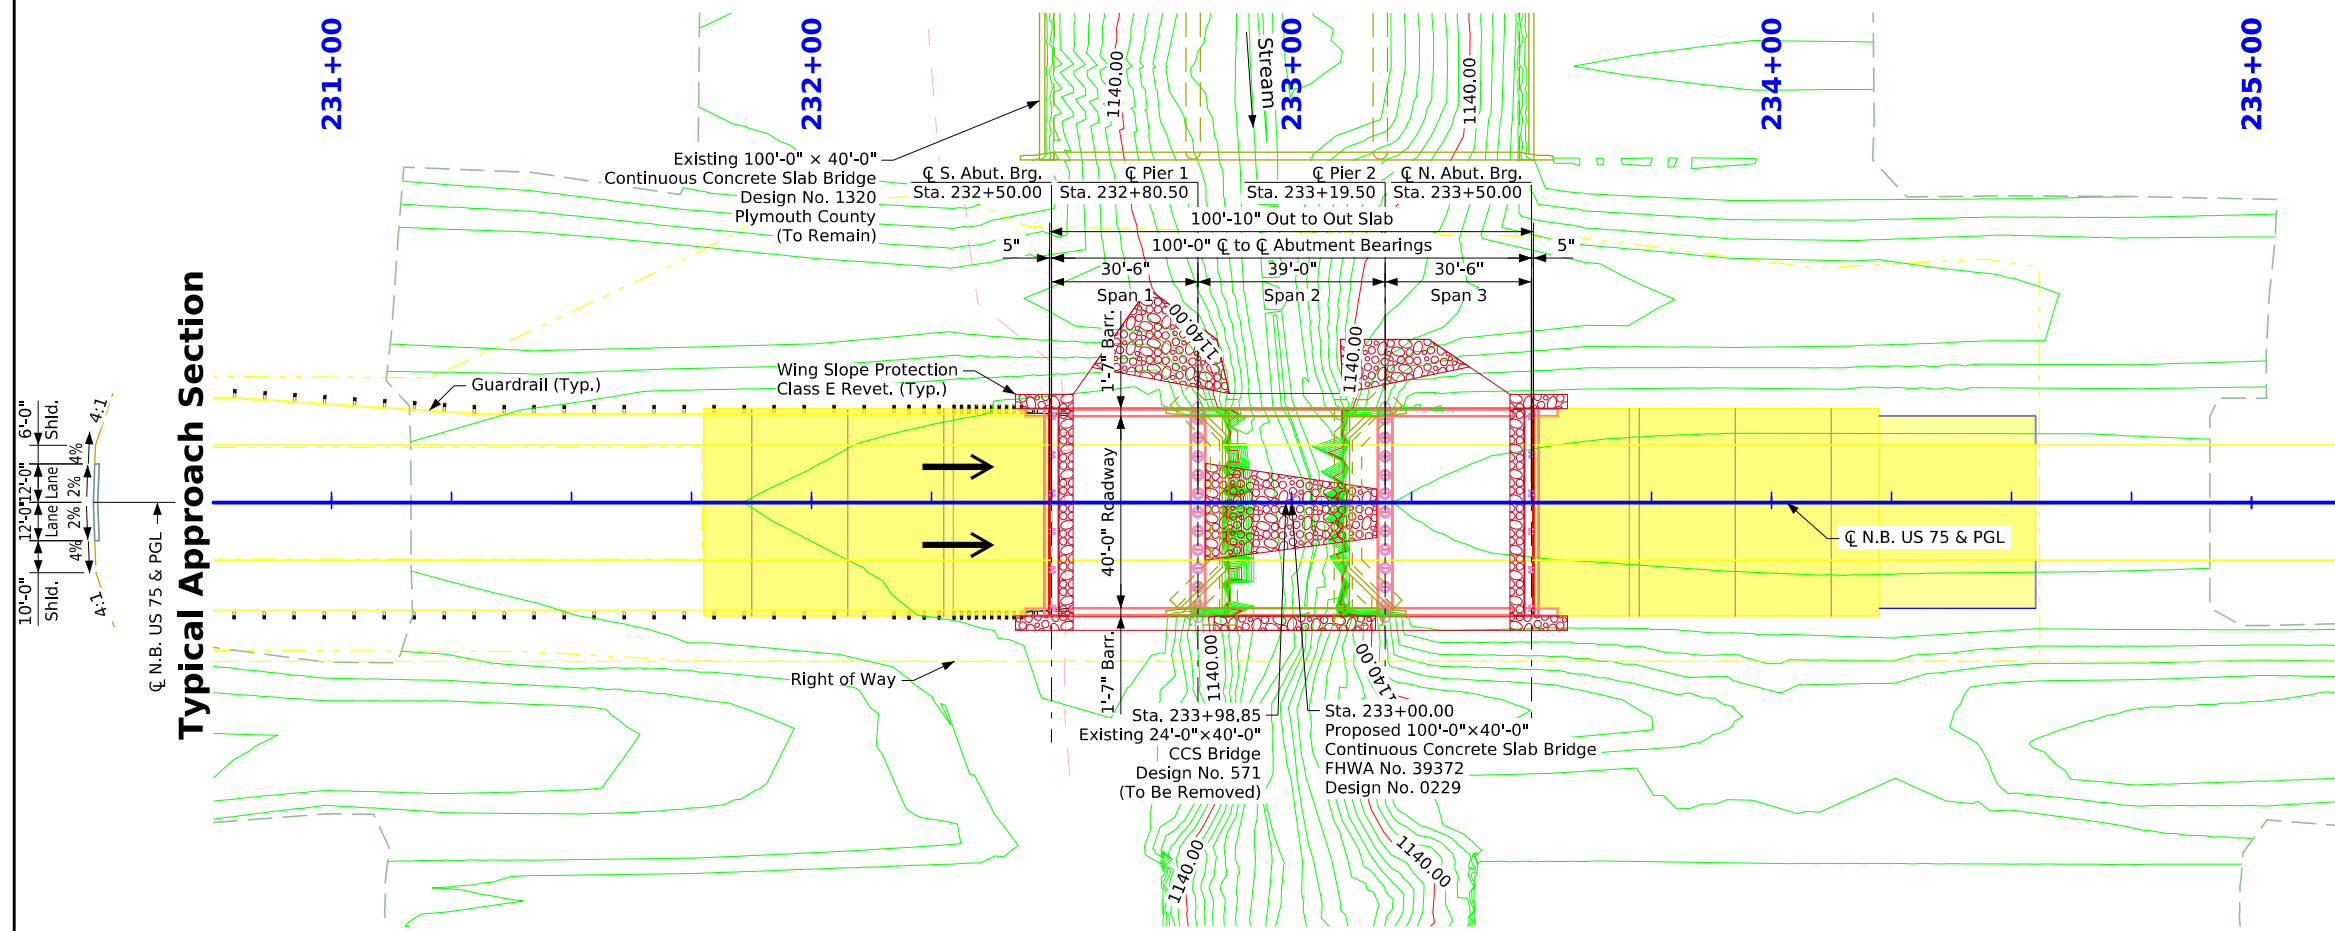 231+00
232+00
233+00
234+00
235+00
1140.00
Stream
1140.00
Existing 100'-0" × 40'-0"
Continuous Concrete Slab Bridge
Design No. 1320
Plymouth County
(To Remain)
℄ S. Abut. Brg.
Sta. 232+50.00
℄ Pier 1
Sta. 232+80.50
℄ Pier 2
Sta. 233+19.50
℄ N. Abut. Brg.
Sta. 233+50.00
100'-10" Out to Out Slab
5"
100'-0" ℄ to ℄ Abutment Bearings
5"
30'-6"
39'-0"
30'-6"
Span 1
Span 2
Span 3
1140.00
1140.00
1'-7" Barr.
40'-0" Roadway
1'-7" Barr.
Wing Slope Protection
Class E Revet. (Typ.)
Guardrail (Typ.)
Typical Approach Section
℄ N.B. US 75 & PGL
6'-0"
Shld.
12'-0"
Lane
12'-0"
Lane
10'-0"
Shld.
4:1
4%
2%
2%
4%
4:1
℄ N.B. US 75 & PGL
Right of Way
1140.00
1140.00
Sta. 233+98.85
Existing 24'-0"×40'-0"
CCS Bridge
Design No. 571
(To Be Removed)
Sta. 233+00.00
Proposed 100'-0"×40'-0"
Continuous Concrete Slab Bridge
FHWA No. 39372
Design No. 0229
1140.00
1140.00